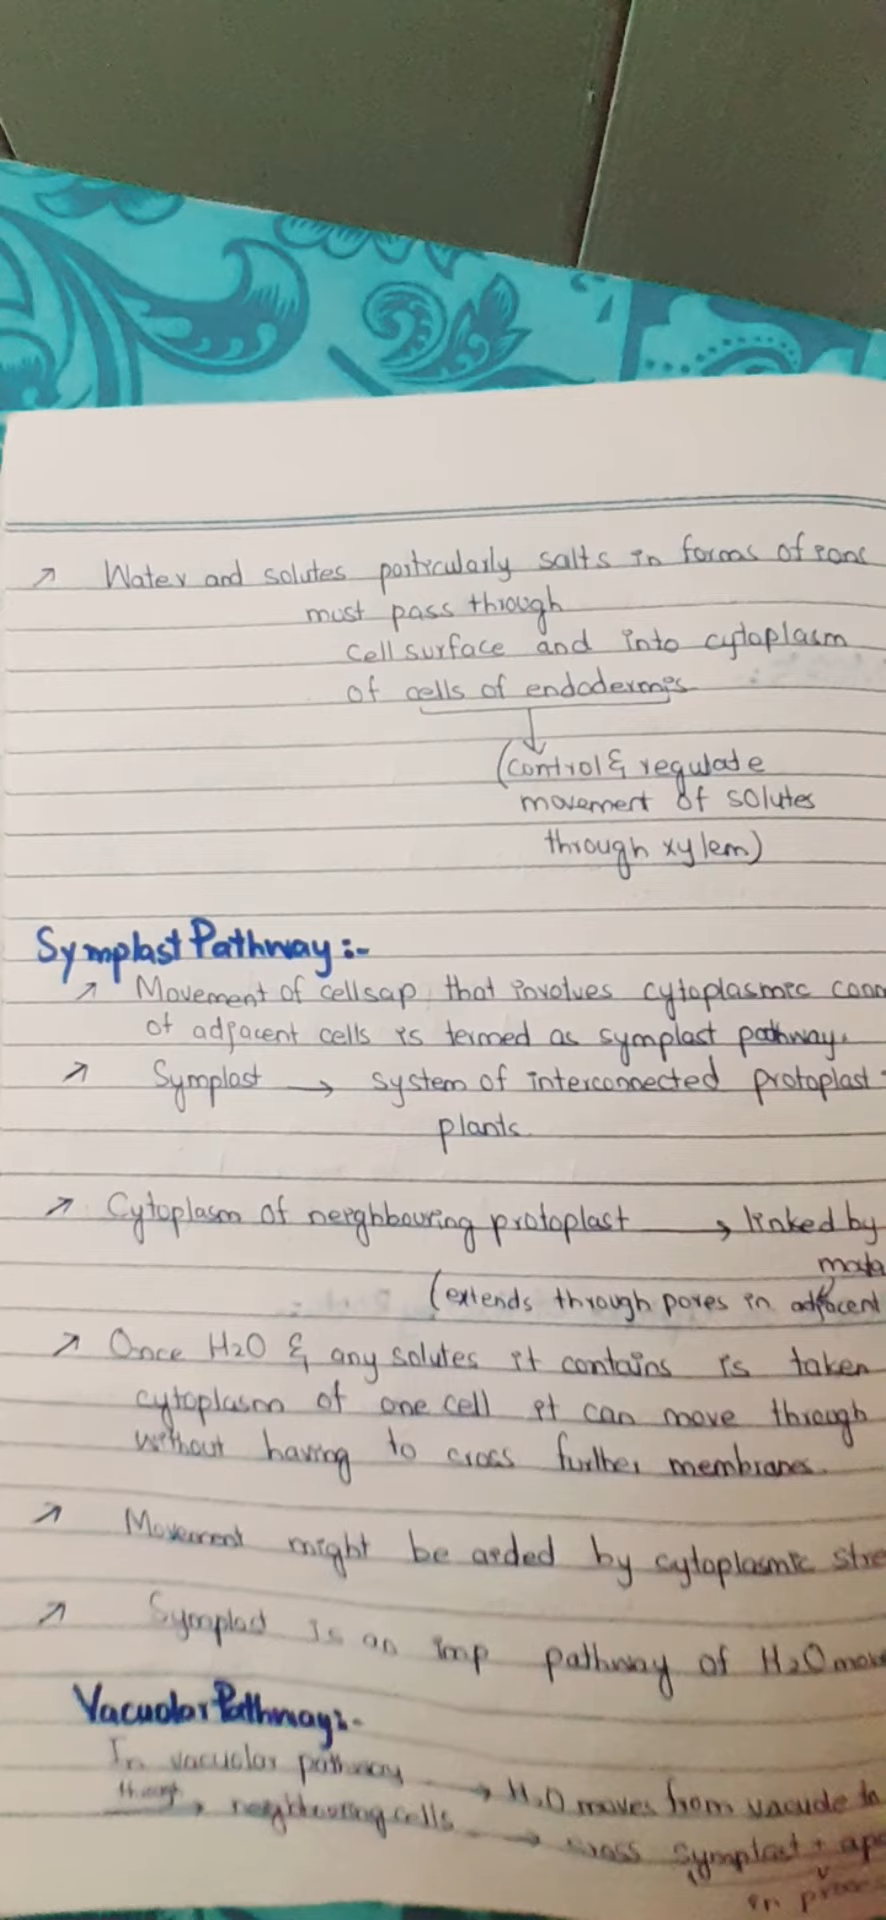 Water and solutes particularly salts in forms of ions
must pass through
cell surface and into cytoplasm
of cells of endodermis
(control & regulate
movement of solutes
through xylem)
Symplast Pathway:-
Movement of cellsap that involves cytoplasmic conn
of adjacent cells is termed as symplast pathway.
Symplast → system of interconnected protoplast
plants.
Cytoplasm of neighbouring protoplast → linked by
(extends through pores in adjacent
Once H2O & any solutes it contains is taken
cytoplasm of one cell it can move through
without having to cross further membranes.
Movement might be aided by cytoplasmic stre
Symplast is an imp pathway of H2O
Vacuolar Pathway:-
In vacuolar pathway → H2O moves from vacuole to
→ neighbouring cells → cross symplast + apo
in